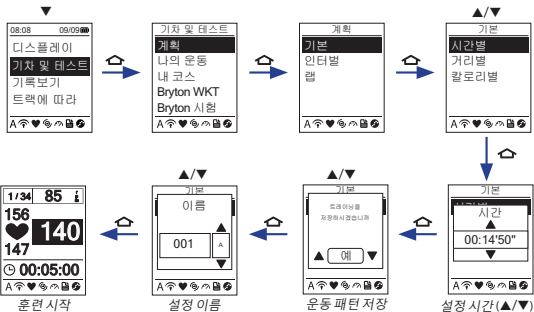 ▼
08:08 09/09
디스플레이
기차 및 테스트
기록보기
트랙에 따라
기차 및 테스트
계획
나의 운동
내 코스
Bryton WKT
Bryton 시험
계획
기본
인터벌
랩
▲/▼
기본
시간별
거리별
칼로리별
기본
시간별
시간
▲
00:14'50"
▼
설정 시간(▲/▼)
▲/▼
기본
트레이닝을
저장하시겠습니까
▲ 예 ▼
운동 패턴 저장
▲/▼
기본
이름
▲
001 A
▼
설정 이름
1/34 85
156
140
147
00:05:00
훈련 시작